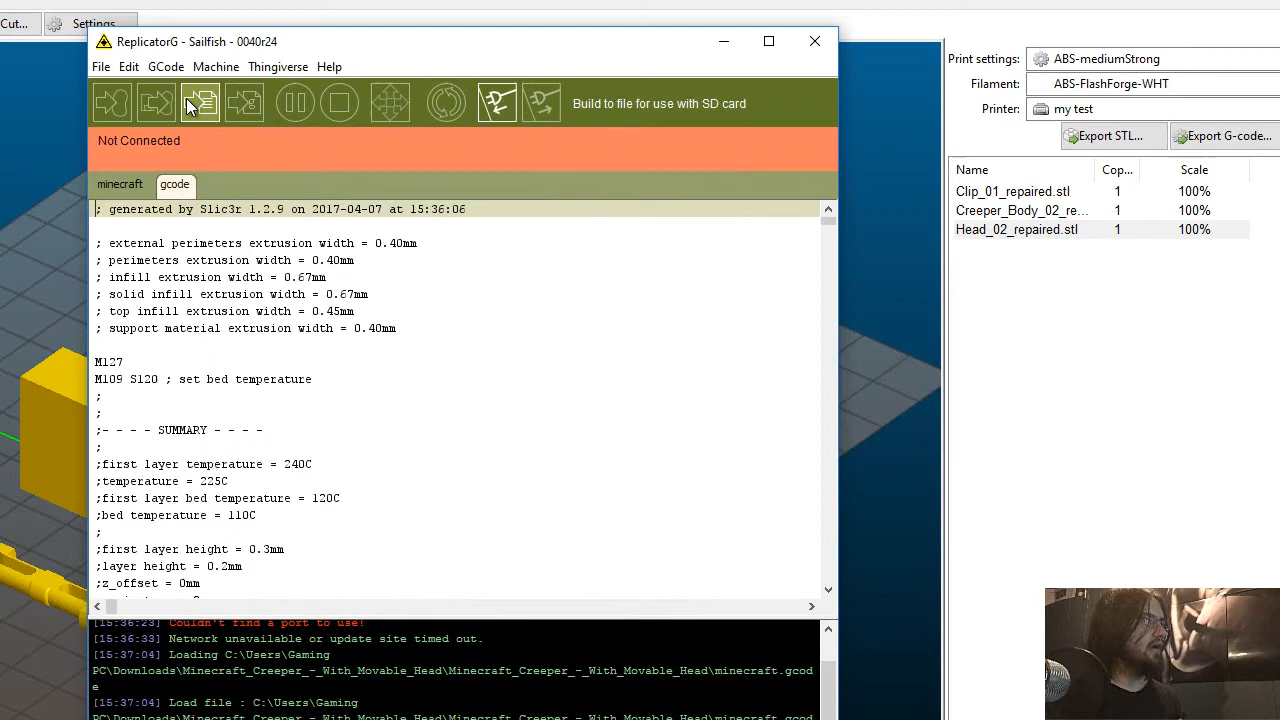 Cut...
Settings
ReplicatorG - Sailfish - 0040r24
File Edit GCode Machine Thingiverse Help
Build to file for use with SD card
Not Connected
minecraft gcode
; generated by Slic3r 1.2.9 on 2017-04-07 at 15:36:06
; external perimeters extrusion width = 0.40mm
; perimeters extrusion width = 0.40mm
; infill extrusion width = 0.67mm
; solid infill extrusion width = 0.67mm
; top infill extrusion width = 0.45mm
; support material extrusion width = 0.40mm
M127
M109 S120 ; set bed temperature
;
;
;- - - - SUMMARY - - - -
;
;first layer temperature = 240C
;temperature = 225C
;first layer bed temperature = 120C
;bed temperature = 110C
;
;first layer height = 0.3mm
;layer height = 0.2mm
;z_offset = 0mm
[15:36:23] Couldn't find a port to use!
[15:36:33] Network unavailable or update site timed out.
[15:37:04] Loading C:\Users\Gaming
PC\Downloads\Minecraft_Creeper_-_With_Movable_Head\Minecraft_Creeper_-_With_Movable_Head\minecraft.gcod
e
[15:37:04] Load file : C:\Users\Gaming
PC\Downloads\Minecraft_Creeper_-_With_Movable_Head\Minecraft_Creeper_-_With_Movable_Head\minecraft.gcod
Print settings: ABS-mediumStrong
Filament: ABS-FlashForge-WHT
Printer: my test
Export STL... Export G-code...
Name Cop... Scale
Clip_01_repaired.stl 1 100%
Creeper_Body_02_re... 1 100%
Head_02_repaired.stl 1 100%